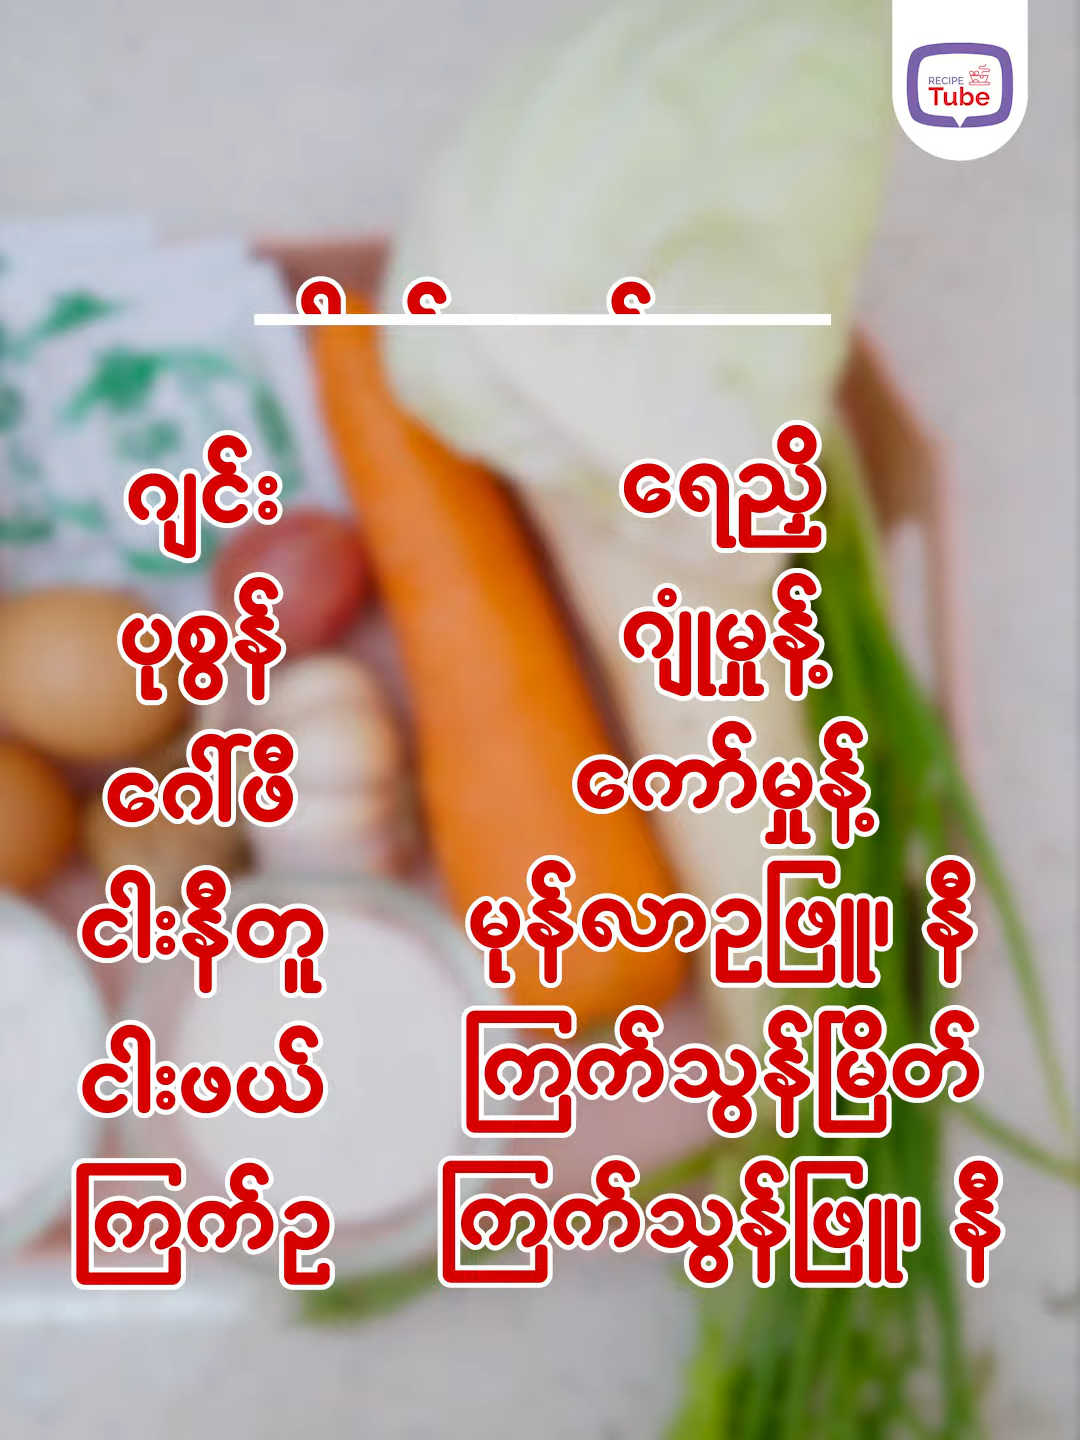 RECIPE
Tube
ဂျင်း
ပုစွန်
ဂေါ်ဖီ
ငါးနီတူ
ငါးဖယ်
ကြက်ဥ
ရေညှိ
ဂျုံမှုန့်
ကော်မှုန့်
မုန်လာဥဖြူ၊ နီ
ကြက်သွန်မြိတ်
ကြက်သွန်ဖြူ၊ နီ